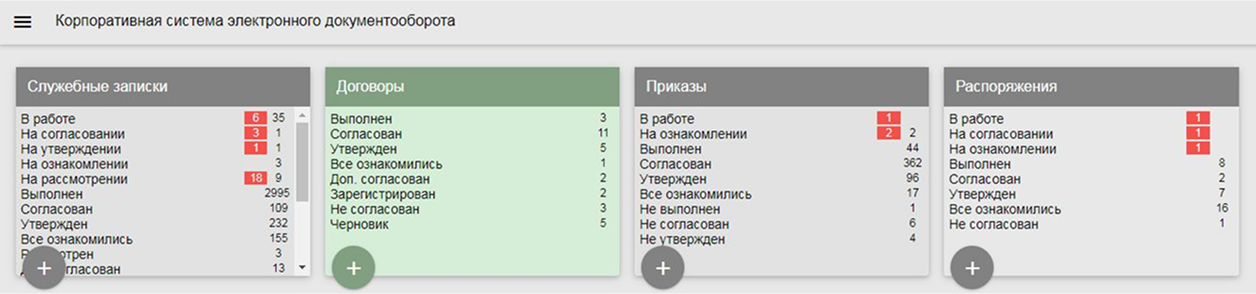 Корпоративная система электронного документооборота
Служебные записки
В работе 6 35
На согласовании 3 1
На утверждении 1 1
На ознакомлении 3
На рассмотрении 18 9
Выполнен 2995
Согласован 109
Утвержден 232
Все ознакомились 155
3
13
Договоры
Выполнен 3
Согласован 11
Утвержден 5
Все ознакомились 1
Доп. согласован 2
Зарегистрирован 2
Не согласован 3
Черновик 5
+
Приказы
В работе 1
На ознакомлении 2 2
Выполнен 44
Согласован 362
Утвержден 96
Все ознакомились 17
Не выполнен 1
Не согласован 6
Не утвержден 4
+
Распоряжения
В работе 1
На согласовании 1
На ознакомлении 1
Выполнен 8
Согласован 2
Утвержден 7
Все ознакомились 16
Не согласован 1
+